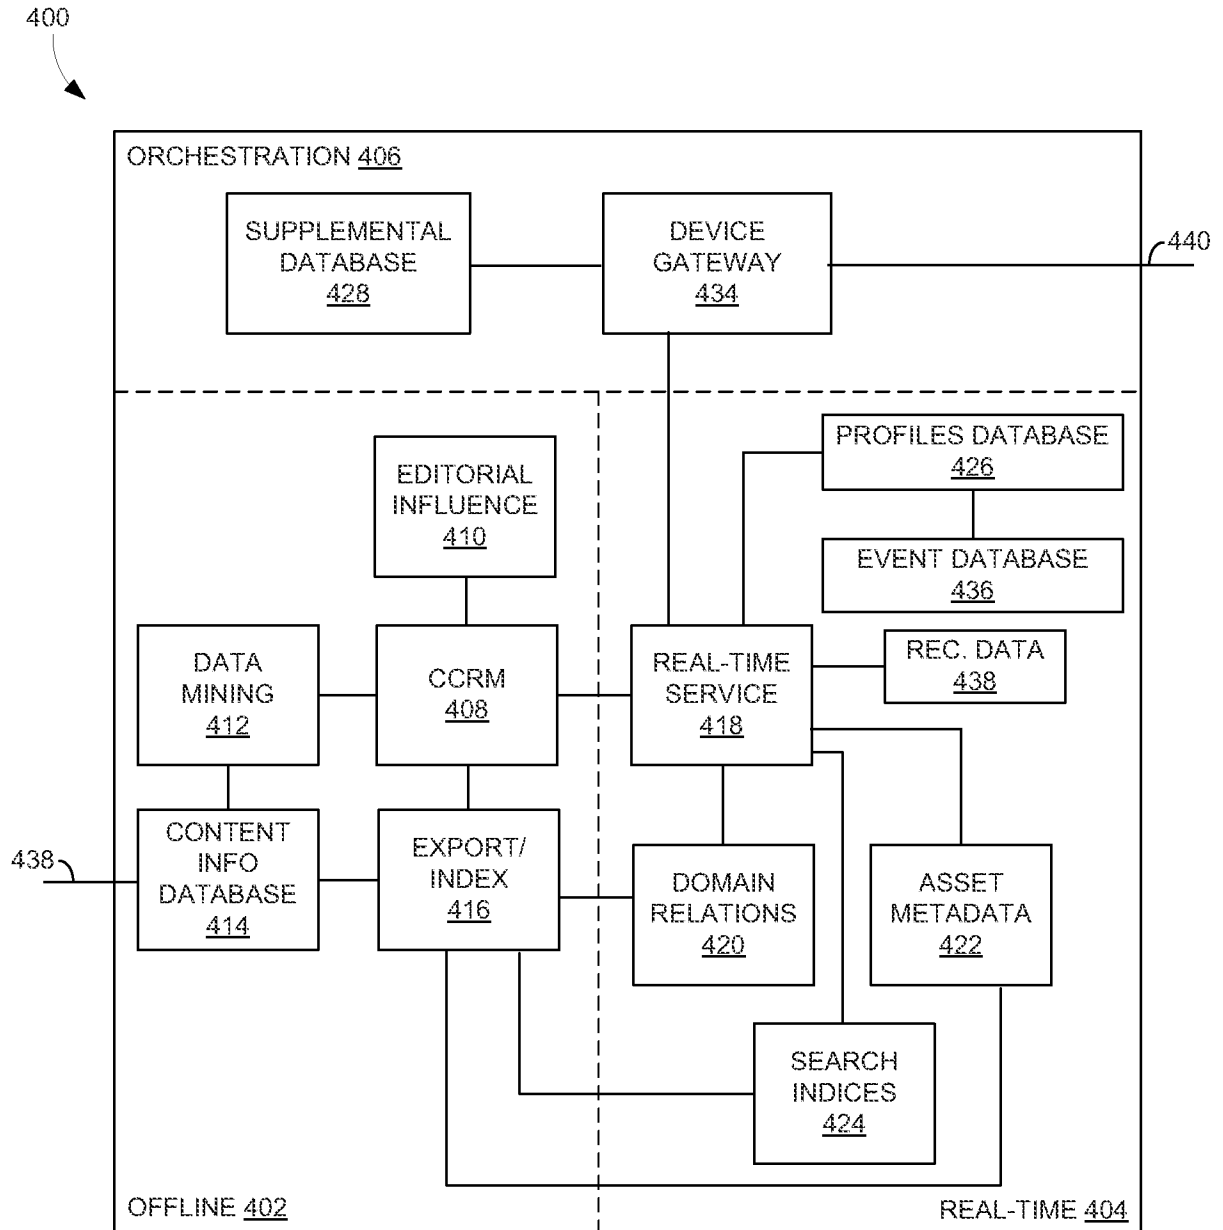 400
ORCHESTRATION 406
SUPPLEMENTAL
DATABASE
428
DEVICE
GATEWAY
434
440
PROFILES DATABASE
426
EDITORIAL
INFLUENCE
410
EVENT DATABASE
436
DATA
MINING
412
CCRM
408
REAL-TIME
SERVICE
418
REC. DATA
438
438
CONTENT
INFO
DATABASE
414
EXPORT/
INDEX
416
DOMAIN
RELATIONS
420
ASSET
METADATA
422
SEARCH
INDICES
424
OFFLINE 402
REAL-TIME 404